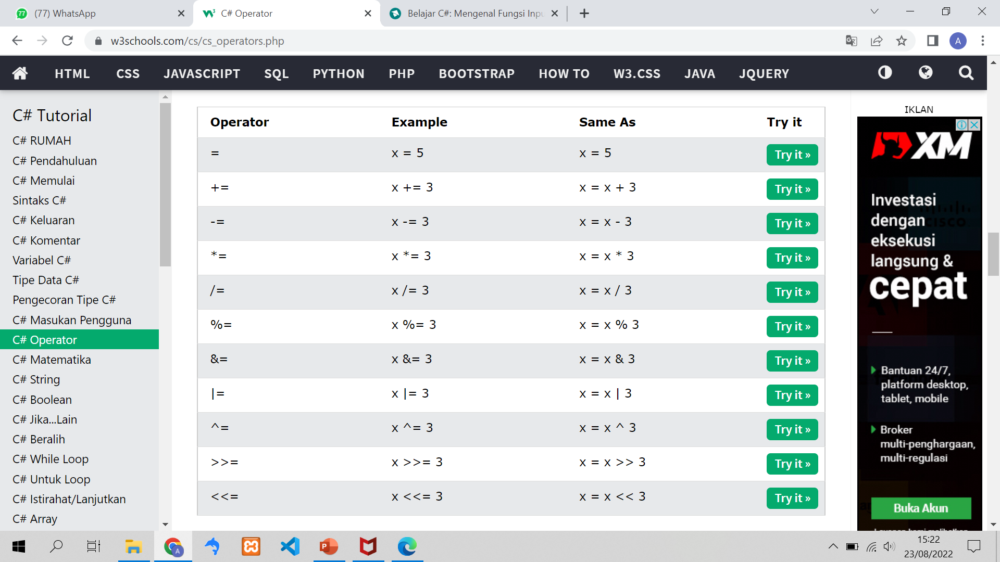 77
(77) WhatsApp
C# Operator
Belajar C#: Mengenal Fungsi Inpu
w3schools.com/cs/cs_operators.php
A
HTML CSS JAVASCRIPT SQL PYTHON PHP BOOTSTRAP HOW TO W3.CSS JAVA JQUERY
C# Tutorial
C# RUMAH
C# Pendahuluan
C# Memulai
Sintaks C#
C# Keluaran
C# Komentar
Variabel C#
Tipe Data C#
Pengecoran Tipe C#
C# Masukan Pengguna
C# Operator
C# Matematika
C# String
C# Boolean
C# Jika...Lain
C# Beralih
C# While Loop
C# Untuk Loop
C# Istirahat/Lanjutkan
C# Array
Operator Example Same As Try it
= x = 5 x = 5 Try it »
+= x += 3 x = x + 3 Try it »
-= x -= 3 x = x - 3 Try it »
*= x *= 3 x = x * 3 Try it »
/= x /= 3 x = x / 3 Try it »
%= x %= 3 x = x % 3 Try it »
&= x &= 3 x = x & 3 Try it »
|= x |= 3 x = x | 3 Try it »
^= x ^= 3 x = x ^ 3 Try it »
>>= x >>= 3 x = x >> 3 Try it »
<<= x <<= 3 x = x << 3 Try it »
IKLAN
XM
Investasi
dengan
eksekusi
langsung &
cepat
Bantuan 24/7,
platform desktop,
tablet, mobile
Broker
multi-penghargaan,
multi-regulasi
Buka Akun
A
P
15:22
23/08/2022